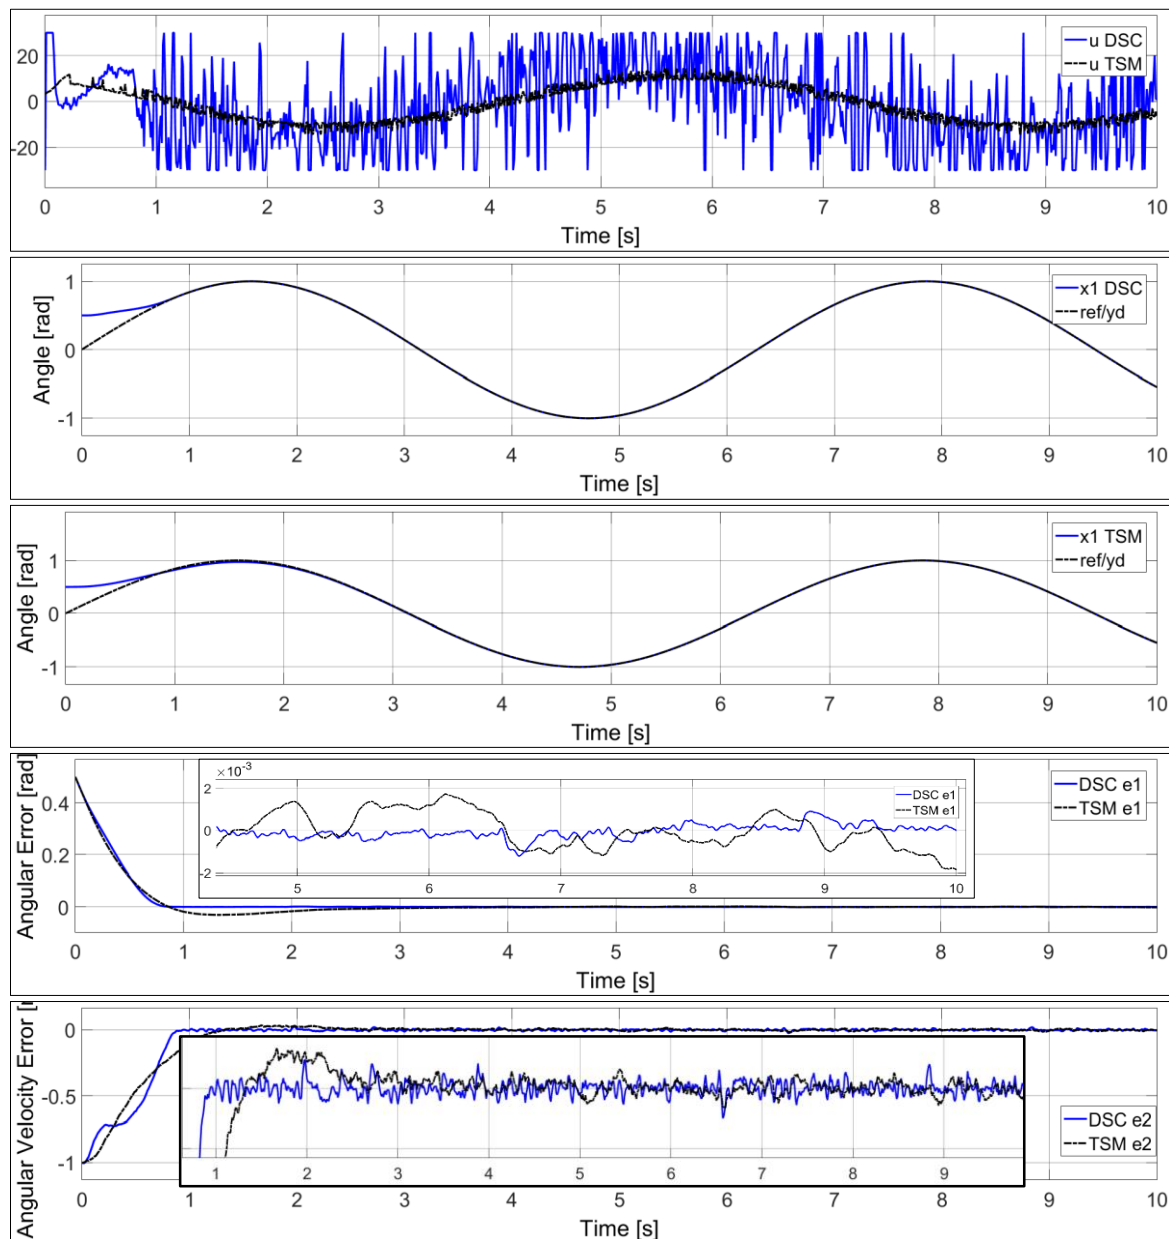 20
0
-20
u DSC
u TSM
0 1 2 3 4 5 6 7 8 9 10
Time [s]
Angle [rad]
1
0
-1
x1 DSC
ref/yd
0 1 2 3 4 5 6 7 8 9 10
Time [s]
Angle [rad]
1
0
-1
x1 TSM
ref/yd
0 1 2 3 4 5 6 7 8 9 10
Time [s]
Angular Error [rad]
0.4
0.2
0
×10⁻³
2
0
-2
DSC e1
TSM e1
5 6 7 8 9 10
DSC e1
TSM e1
0 1 2 3 4 5 6 7 8 9 10
Time [s]
Angular Velocity Error [
0
-0.5
-1
1 2 3 4 5 6 7 8 9
DSC e2
TSM e2
0 1 2 3 4 5 6 7 8 9 10
Time [s]